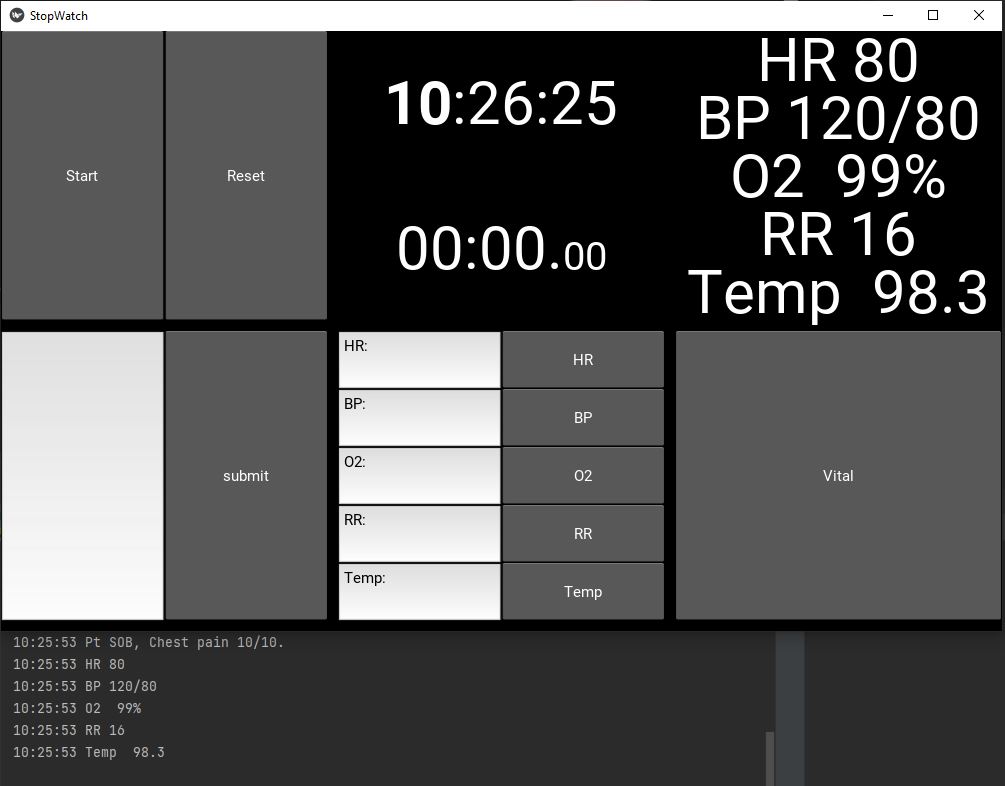 StopWatch
Start
Reset
10:26:25
00:00.00
HR 80
BP 120/80
O2  99%
RR 16
Temp  98.3
submit
HR:
HR
BP:
BP
O2:
O2
RR:
RR
Temp:
Temp
Vital
10:25:53 Pt SOB, Chest pain 10/10.
10:25:53 HR 80
10:25:53 BP 120/80
10:25:53 O2  99%
10:25:53 RR 16
10:25:53 Temp  98.3